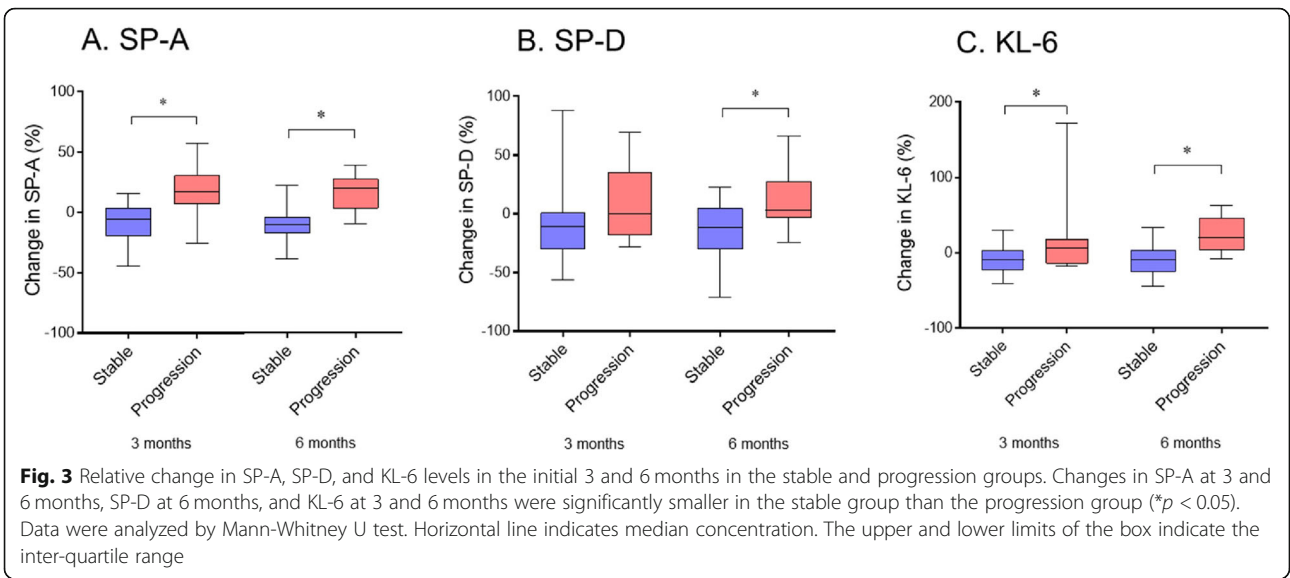 A. SP-A
B. SP-D
C. KL-6
Change in SP-A (%)
100
50
0
-50
-100
*
*
Stable
Progression
Stable
Progression
3 months
6 months
Change in SP-D (%)
100
50
0
-50
-100
*
Stable
Progression
Stable
Progression
3 months
6 months
Change in KL-6 (%)
200
100
0
-100
*
*
Stable
Progression
Stable
Progression
3 months
6 months
Fig. 3 Relative change in SP-A, SP-D, and KL-6 levels in the initial 3 and 6 months in the stable and progression groups. Changes in SP-A at 3 and
6 months, SP-D at 6 months, and KL-6 at 3 and 6 months were significantly smaller in the stable group than the progression group (*p < 0.05).
Data were analyzed by Mann-Whitney U test. Horizontal line indicates median concentration. The upper and lower limits of the box indicate the
inter-quartile range